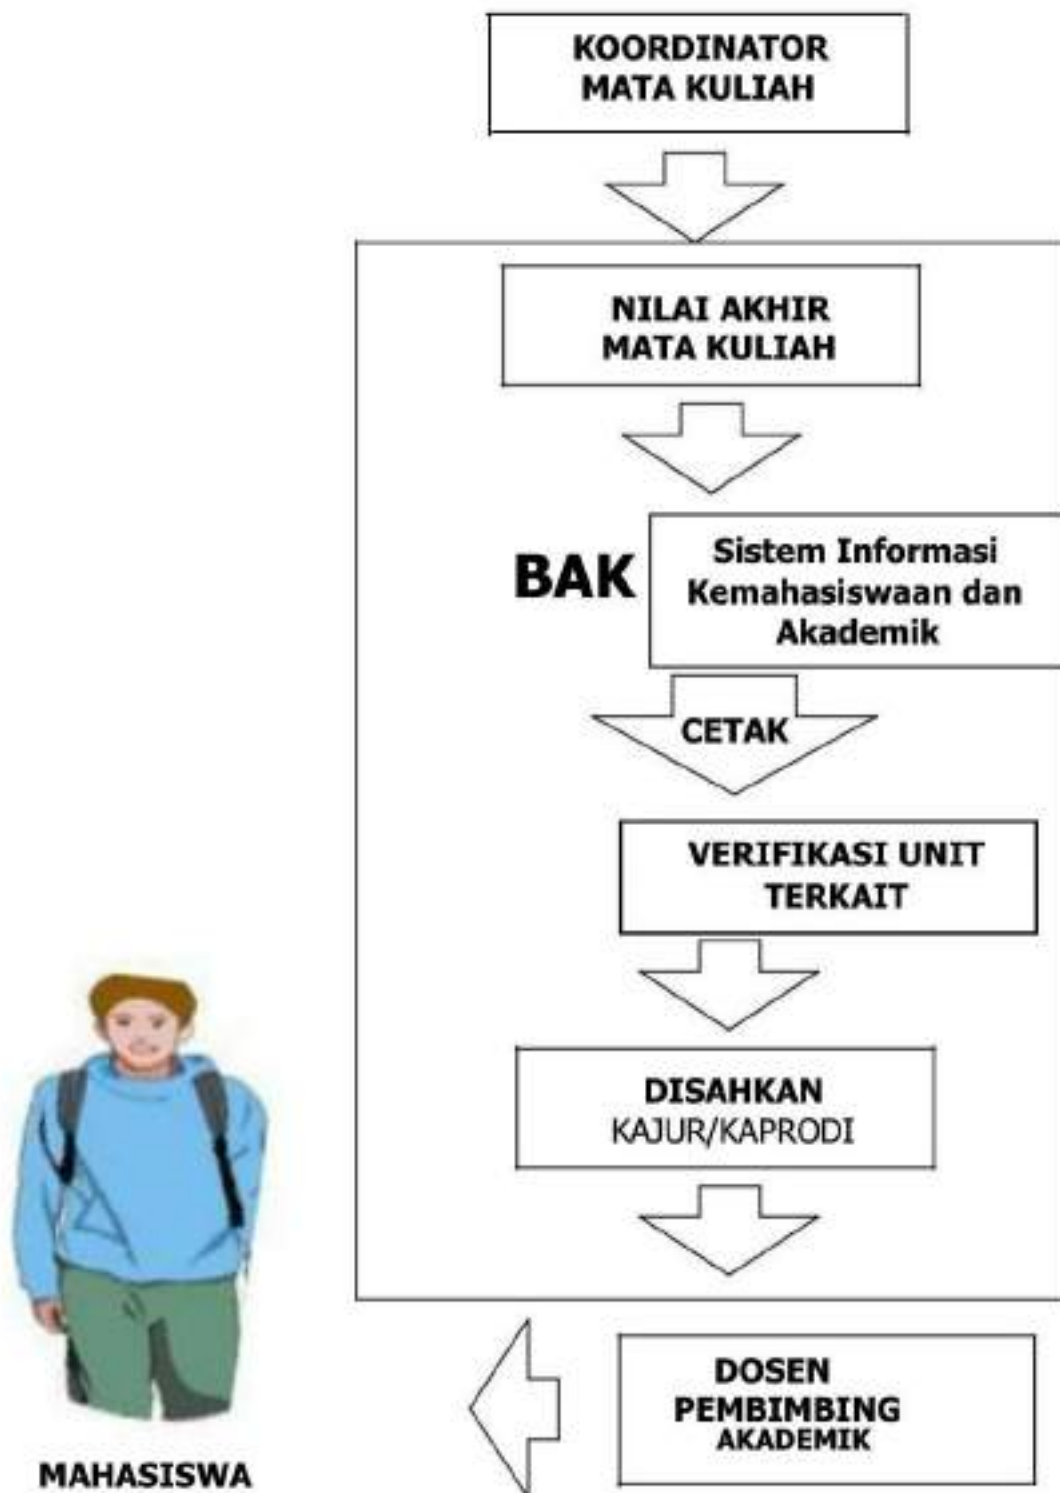 KOORDINATOR
MATA KULIAH
NILAI AKHIR
MATA KULIAH
BAK
Sistem Informasi
Kemahasiswaan dan
Akademik
CETAK
VERIFIKASI UNIT
TERKAIT
DISAHKAN
KAJUR/KAPRODI
DOSEN
PEMBIMBING
AKADEMIK
MAHASISWA